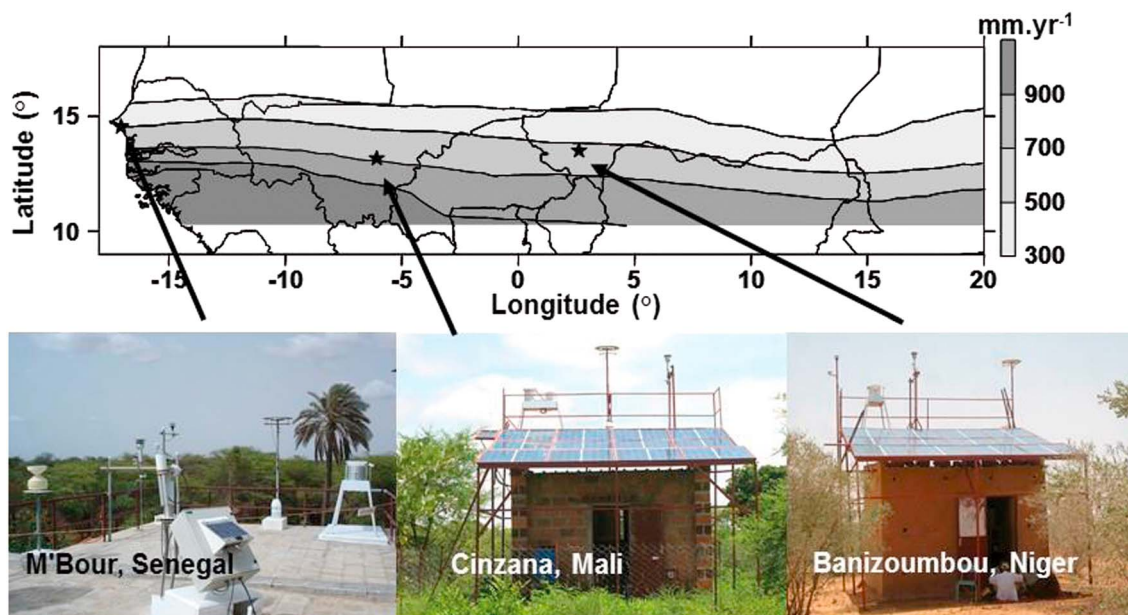 mm.yr-1
900
700
500
300
Latitude (°)
15
10
-15
-10
-5
0
5
10
15
20
Longitude (°)
M'Bour, Senegal
Cinzana, Mali
Banizoumbou, Niger